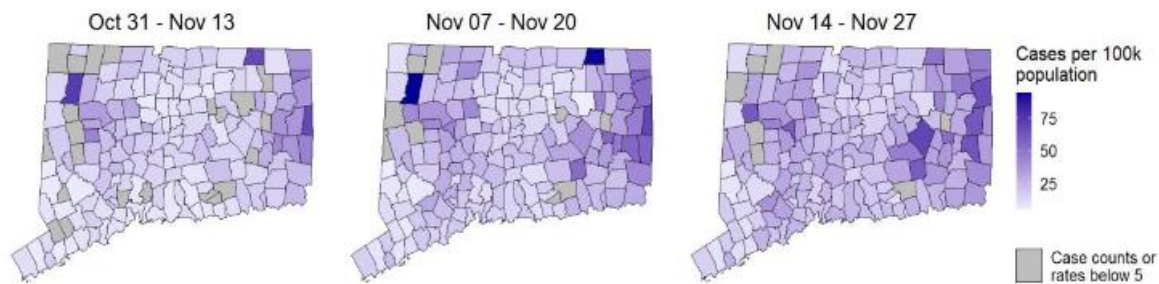 Oct 31 - Nov 13
Nov 07 - Nov 20
Nov 14 - Nov 27
Cases per 100k
population
75
50
25
Case counts or
rates below 5